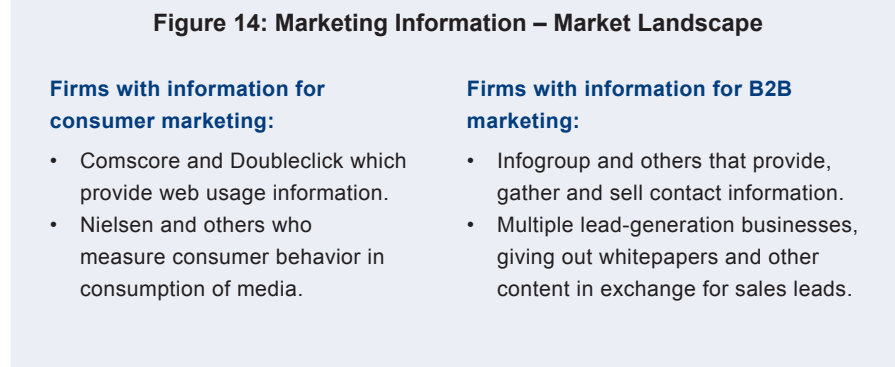 Figure 14: Marketing Information – Market Landscape
Firms with information for
consumer marketing:
• Comscore and Doubleclick which
provide web usage information.
• Nielsen and others who
measure consumer behavior in
consumption of media.
Firms with information for B2B
marketing:
• Infogroup and others that provide,
gather and sell contact information.
• Multiple lead-generation businesses,
giving out whitepapers and other
content in exchange for sales leads.